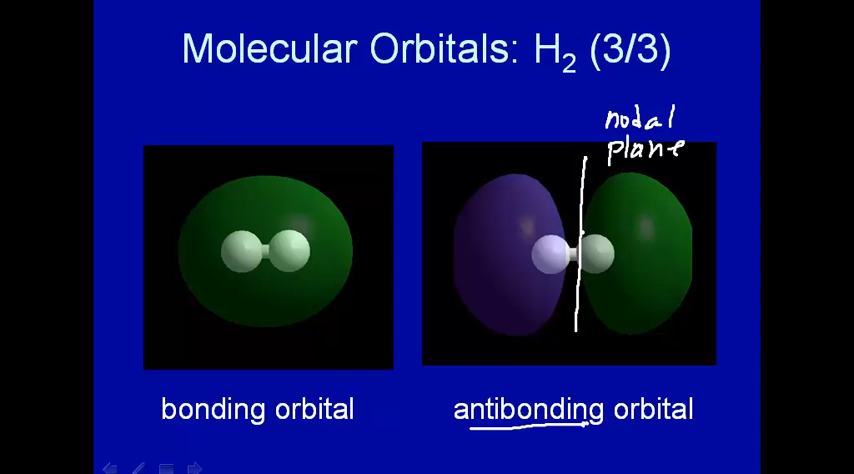 Molecular Orbitals: H₂ (3/3)
nodal
plane
bonding orbital
antibonding orbital